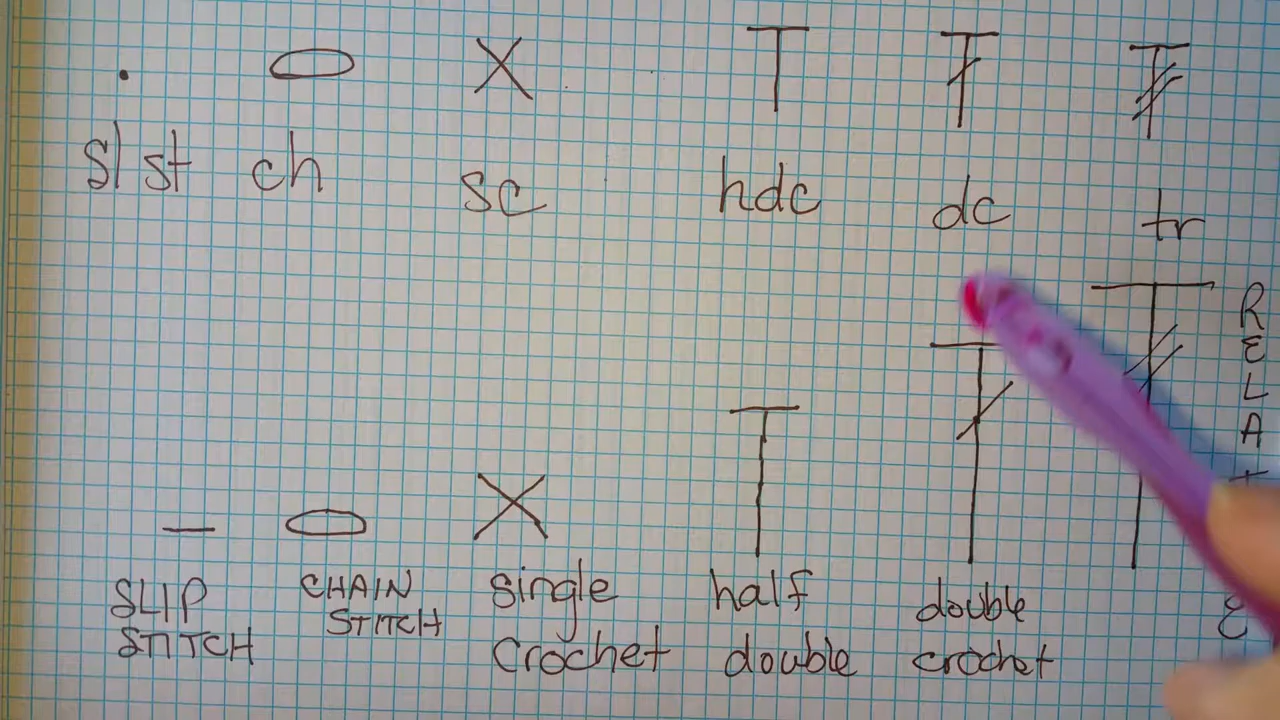 sl st ch sc hdc dc tr
SLIP STITCH
CHAIN STITCH
single crochet
half double
double crochet